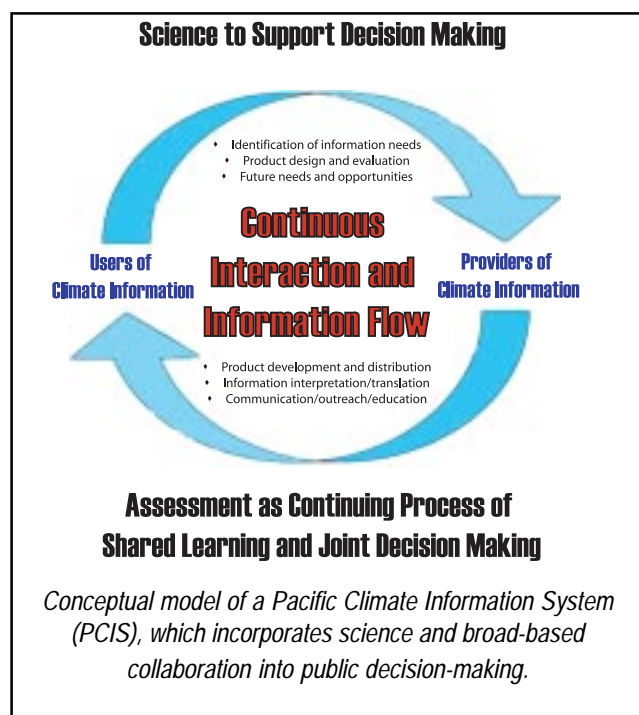 Science to Support Decision Making
♦ Identification of information needs
♦ Product design and evaluation
♦ Future needs and opportunities
Continuous
Interaction and
Information Flow
Users of
Climate Information
Providers of
Climate Information
♦ Product development and distribution
♦ Information interpretation/translation
♦ Communication/outreach/education
Assessment as Continuing Process of
Shared Learning and Joint Decision Making
Conceptual model of a Pacific Climate Information System
(PCIS), which incorporates science and broad-based
collaboration into public decision-making.